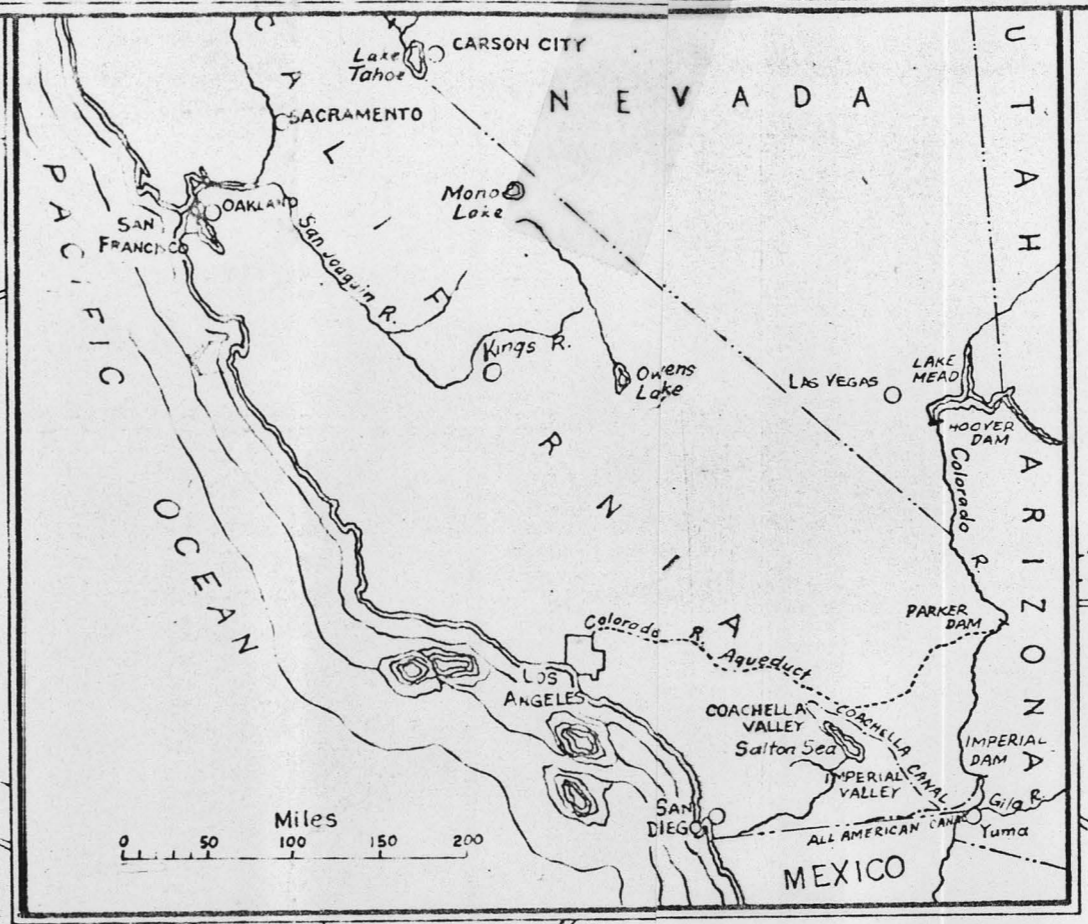 CALIFORNIA
Lake
Tahoe
CARSON CITY
NEVADA
UTAH
SACRAMENTO
Mono
Lake
OAKLAND
SAN
FRANCISCO
PACIFIC
OCEAN
San Joaquin R.
Kings R.
Owens
Lake
LAS VEGAS
LAKE
MEAD
HOOVER
DAM
Colorado R.
ARIZONA
PARKER
DAM
Colorado R. Aqueduct
LOS
ANGELES
COACHELLA
VALLEY
COACHELLA CANAL
Salton Sea
IMPERIAL
DAM
IMPERIAL
VALLEY
Gila R.
SAN
DIEGO
ALL AMERICAN CANAL
Yuma
MEXICO
Miles
0 50 100 150 200